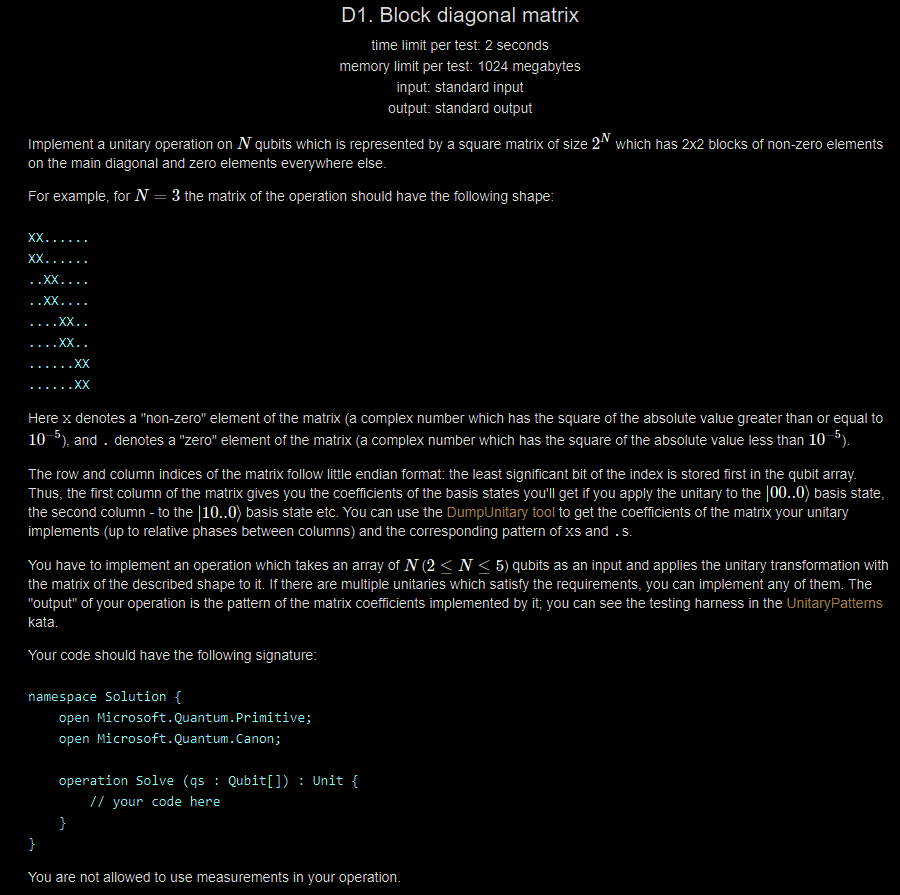 D1. Block diagonal matrix
time limit per test: 2 seconds
memory limit per test: 1024 megabytes
input: standard input
output: standard output
Implement a unitary operation on N qubits which is represented by a square matrix of size 2^N which has 2x2 blocks of non-zero elements
on the main diagonal and zero elements everywhere else.
For example, for N = 3 the matrix of the operation should have the following shape:
XX......
XX......
..XX....
..XX....
....XX..
....XX..
......XX
......XX
Here X denotes a "non-zero" element of the matrix (a complex number which has the square of the absolute value greater than or equal to
10^−5), and . denotes a "zero" element of the matrix (a complex number which has the square of the absolute value less than 10^−5).
The row and column indices of the matrix follow little endian format: the least significant bit of the index is stored first in the qubit array.
Thus, the first column of the matrix gives you the coefficients of the basis states you'll get if you apply the unitary to the |00..0⟩ basis state,
the second column - to the |10..0⟩ basis state etc. You can use the DumpUnitary tool to get the coefficients of the matrix your unitary
implements (up to relative phases between columns) and the corresponding pattern of Xs and .s.
You have to implement an operation which takes an array of N (2 ≤ N ≤ 5) qubits as an input and applies the unitary transformation with
the matrix of the described shape to it. If there are multiple unitaries which satisfy the requirements, you can implement any of them. The
"output" of your operation is the pattern of the matrix coefficients implemented by it; you can see the testing harness in the UnitaryPatterns
kata.
Your code should have the following signature:
namespace Solution {
    open Microsoft.Quantum.Primitive;
    open Microsoft.Quantum.Canon;
    operation Solve (qs : Qubit[]) : Unit {
        // your code here
    }
}
You are not allowed to use measurements in your operation.